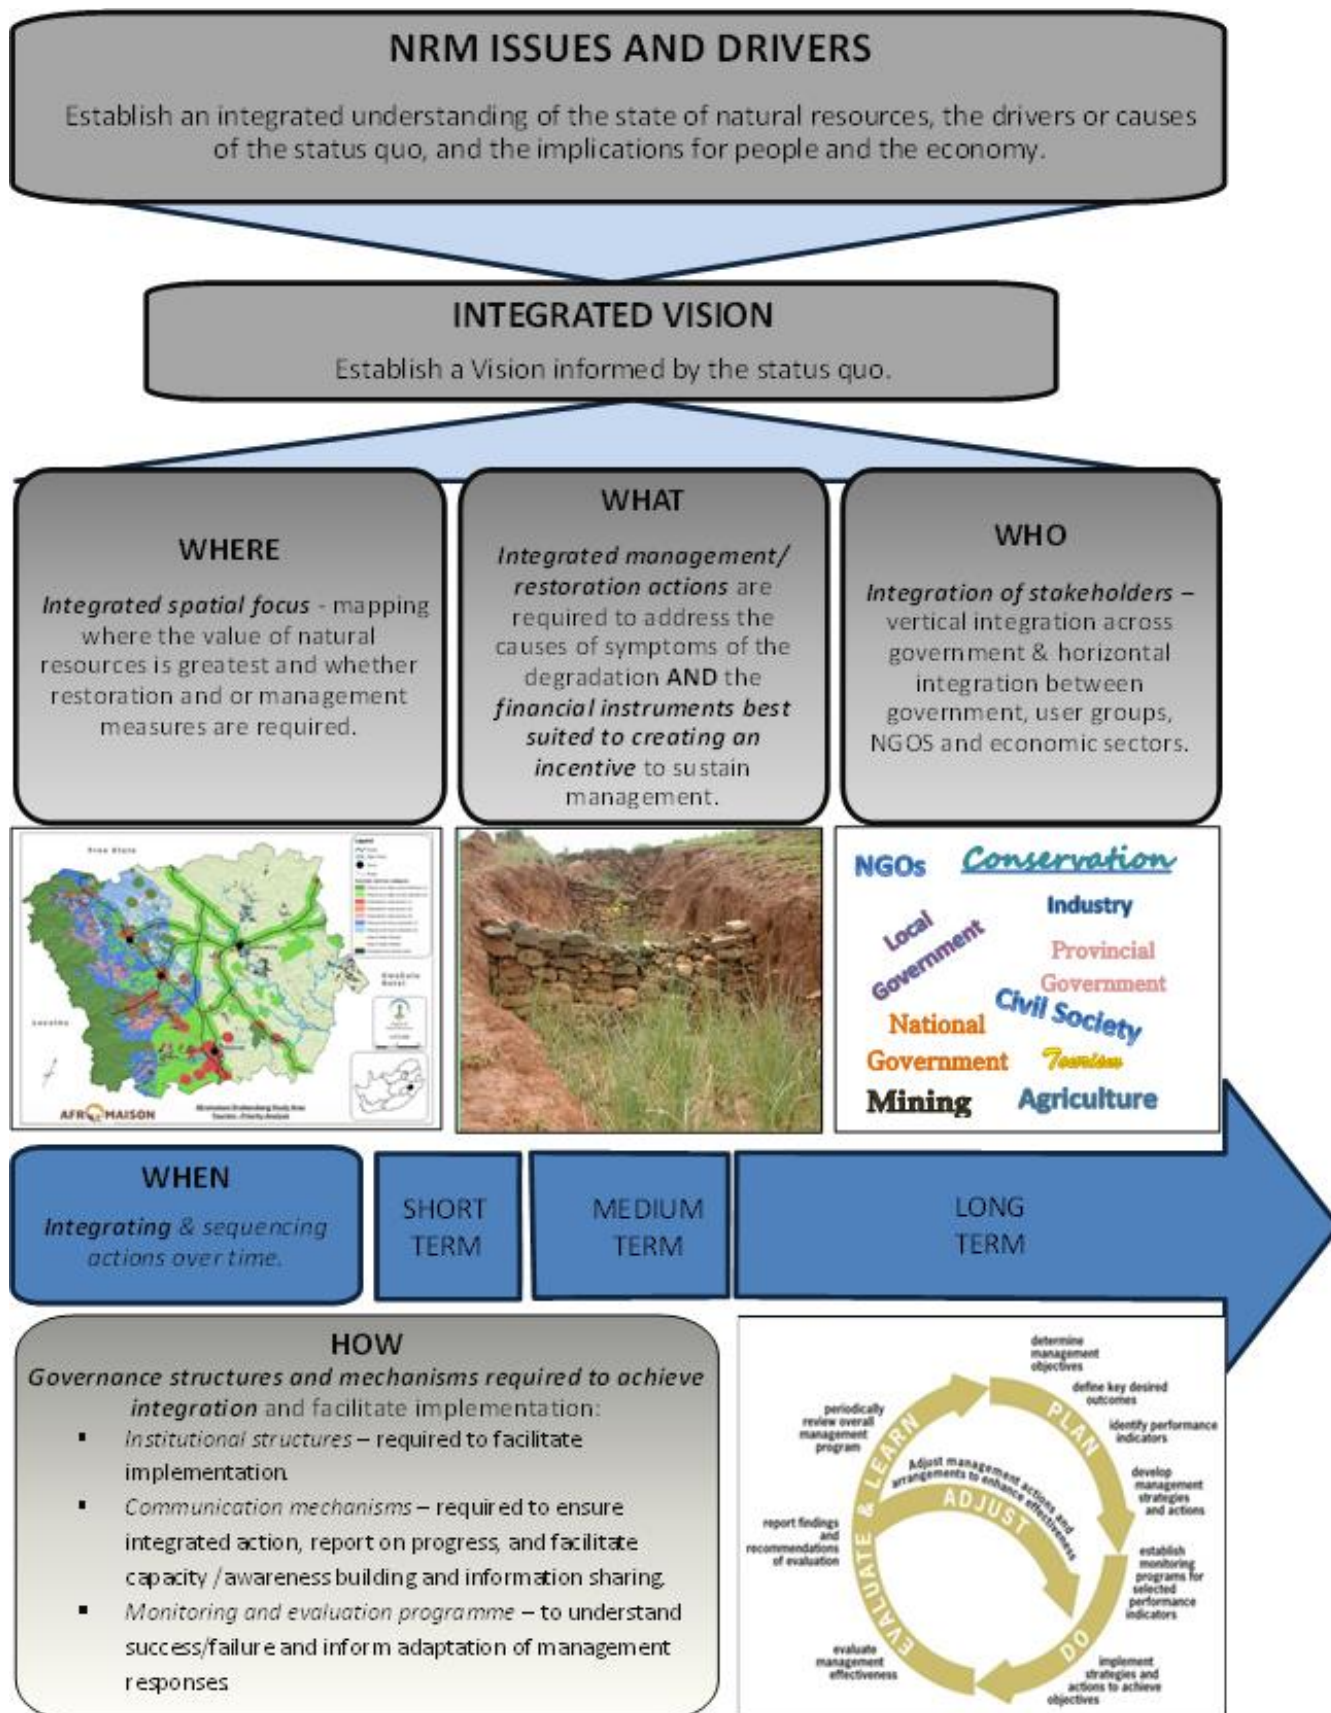 NRM ISSUES AND DRIVERS
Establish an integrated understanding of the state of natural resources, the drivers or causes
of the status quo, and the implications for people and the economy.
INTEGRATED VISION
Establish a Vision informed by the status quo.
WHERE
Integrated spatial focus - mapping
where the value of natural
resources is greatest and whether
restoration and or management
measures are required.
WHAT
Integrated management/
restoration actions are
required to address the
causes of symptoms of the
degradation AND the
financial instruments best
suited to creating an
incentive to sustain
management.
WHO
Integration of stakeholders –
vertical integration across
government & horizontal
integration between
government, user groups,
NGOS and economic sectors.
Free State
Legend
KwaZulu
Natal
Lesotho
AFROMAISON
NGOs
Conservation
Industry
Local
Government
Provincial
Government
Civil Society
National
Government
Tourism
Mining
Agriculture
WHEN
Integrating & sequencing
actions over time.
SHORT
TERM
MEDIUM
TERM
LONG
TERM
HOW
Governance structures and mechanisms required to achieve
integration and facilitate implementation:
▪ Institutional structures – required to facilitate
implementation.
▪ Communication mechanisms – required to ensure
integrated action, report on progress, and facilitate
capacity /awareness building and information sharing.
▪ Monitoring and evaluation programme – to understand
success/failure and inform adaptation of management
responses.
PLAN
determine
management
objectives
define key desired
outcomes
identify performance
indicators
develop
management
strategies
and actions
establish
monitoring
programs for
selected
performance
indicators
DO
implement
strategies and
actions to achieve
objectives
EVALUATE & LEARN
evaluate
management
effectiveness
report findings
and
recommendations
of evaluation
periodically
review overall
management
program
Adjust management actions and
arrangements to enhance effectiveness
ADJUST